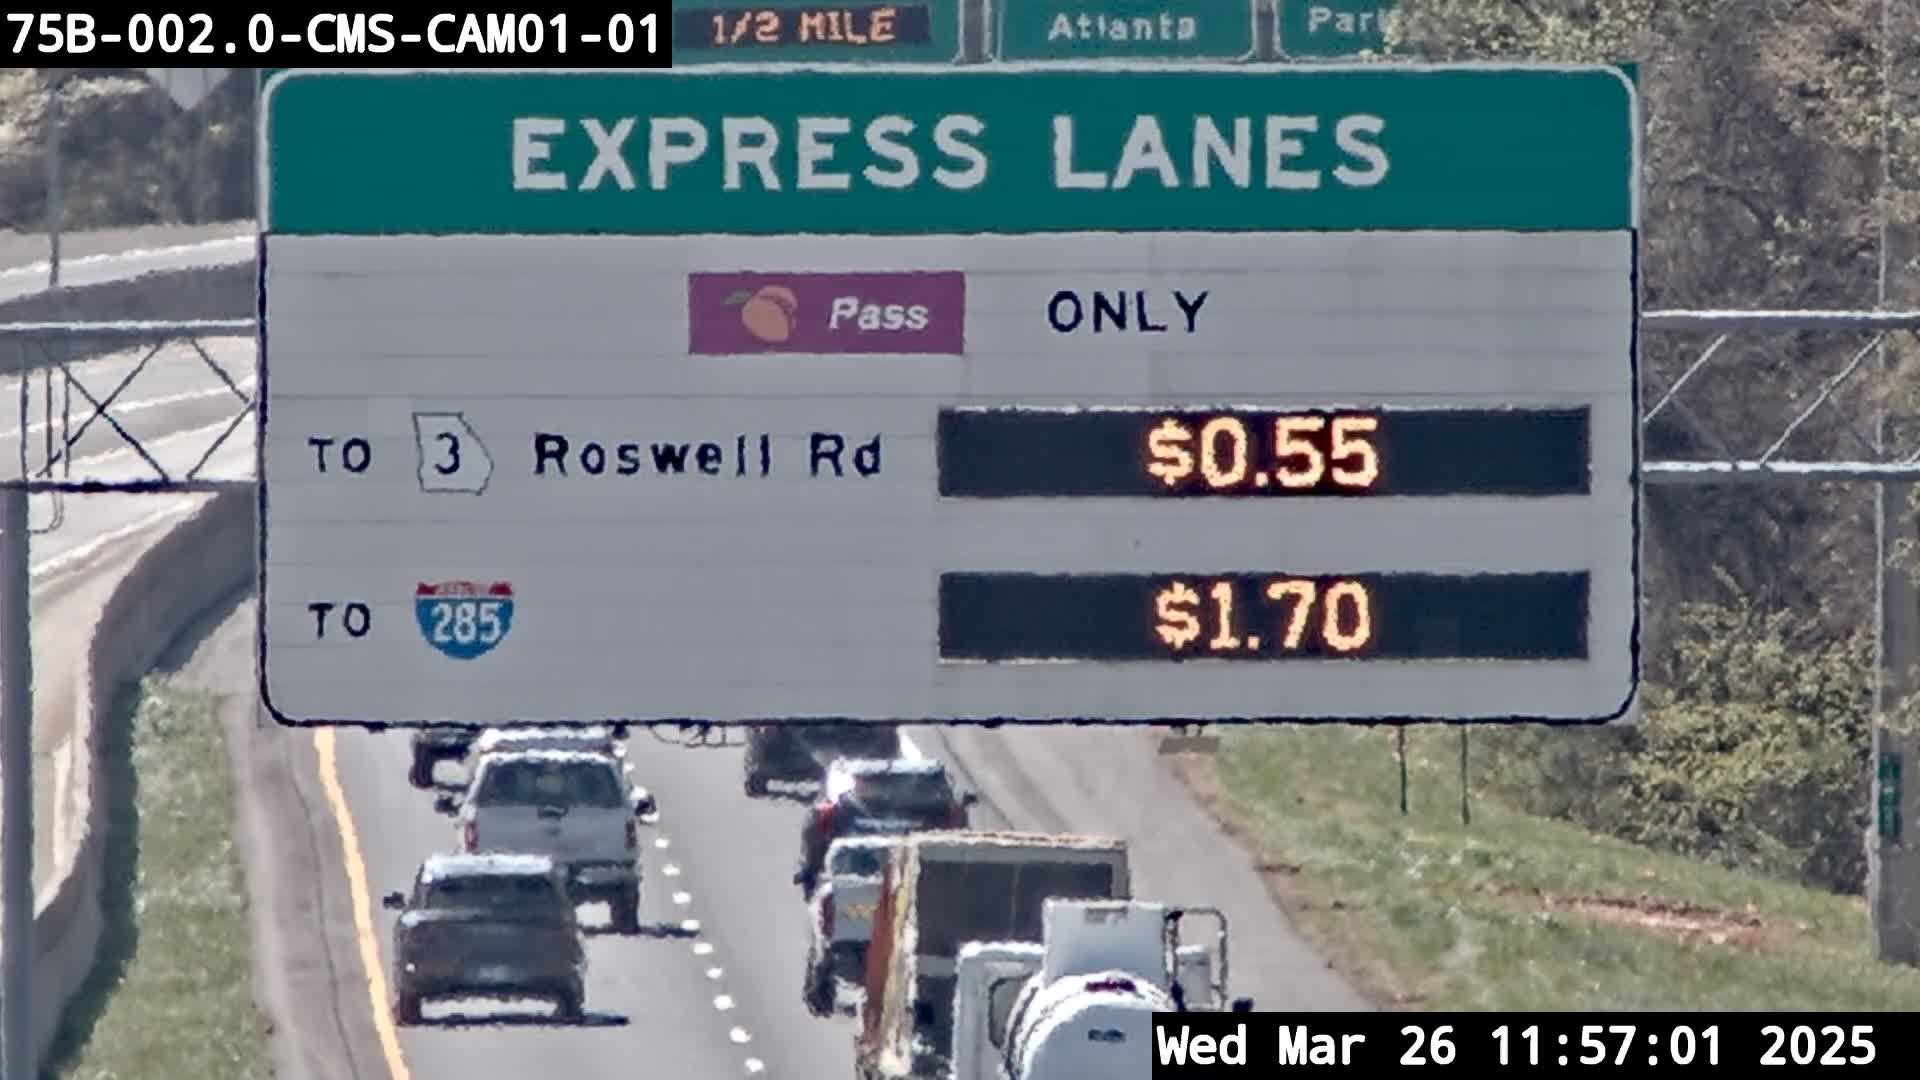 75B-002.0-CMS-CAM01-01
1/2 MILE
Atlanta
EXPRESS LANES
Pass ONLY
TO 3 Roswell Rd $0.55
TO 285 $1.70
Wed Mar 26 11:57:01 2025